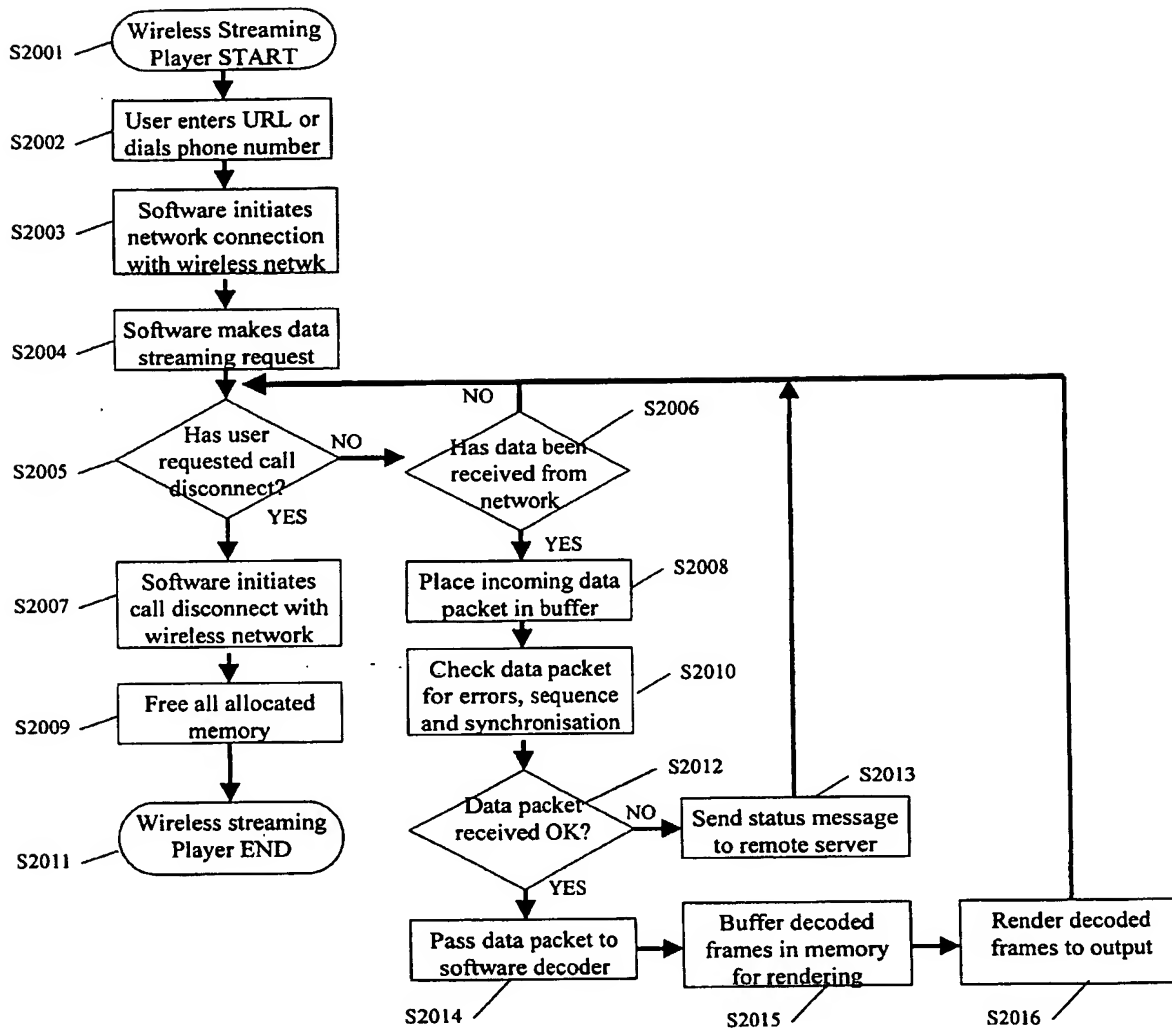 S2001
Wireless Streaming
Player START
S2002
User enters URL or
dials phone number
S2003
Software initiates
network connection
with wireless netwk
S2004
Software makes data
streaming request
S2005
Has user
requested call
disconnect?
NO
YES
NO
S2006
Has data been
received from
network
YES
S2007
Software initiates
call disconnect with
wireless network
S2008
Place incoming data
packet in buffer
S2009
Free all allocated
memory
S2010
Check data packet
for errors, sequence
and synchronisation
S2011
Wireless streaming
Player END
S2012
Data packet
received OK?
NO
S2013
Send status message
to remote server
YES
Pass data packet to
software decoder
S2014
Buffer decoded
frames in memory
for rendering
S2015
Render decoded
frames to output
S2016